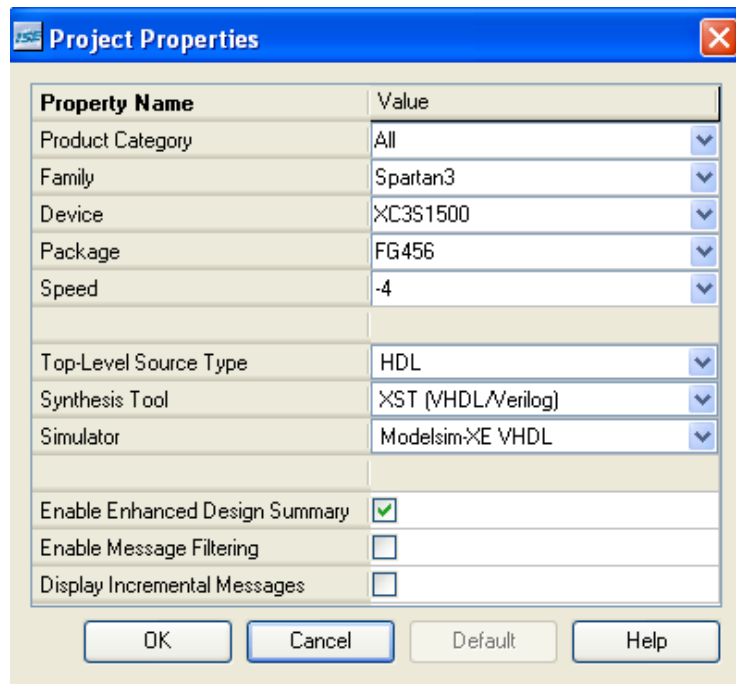 ISE Project Properties
Property Name Value
Product Category All
Family Spartan3
Device XC3S1500
Package FG456
Speed -4
Top-Level Source Type HDL
Synthesis Tool XST (VHDL/Verilog)
Simulator Modelsim-XE VHDL
Enable Enhanced Design Summary
Enable Message Filtering
Display Incremental Messages
OK Cancel Default Help